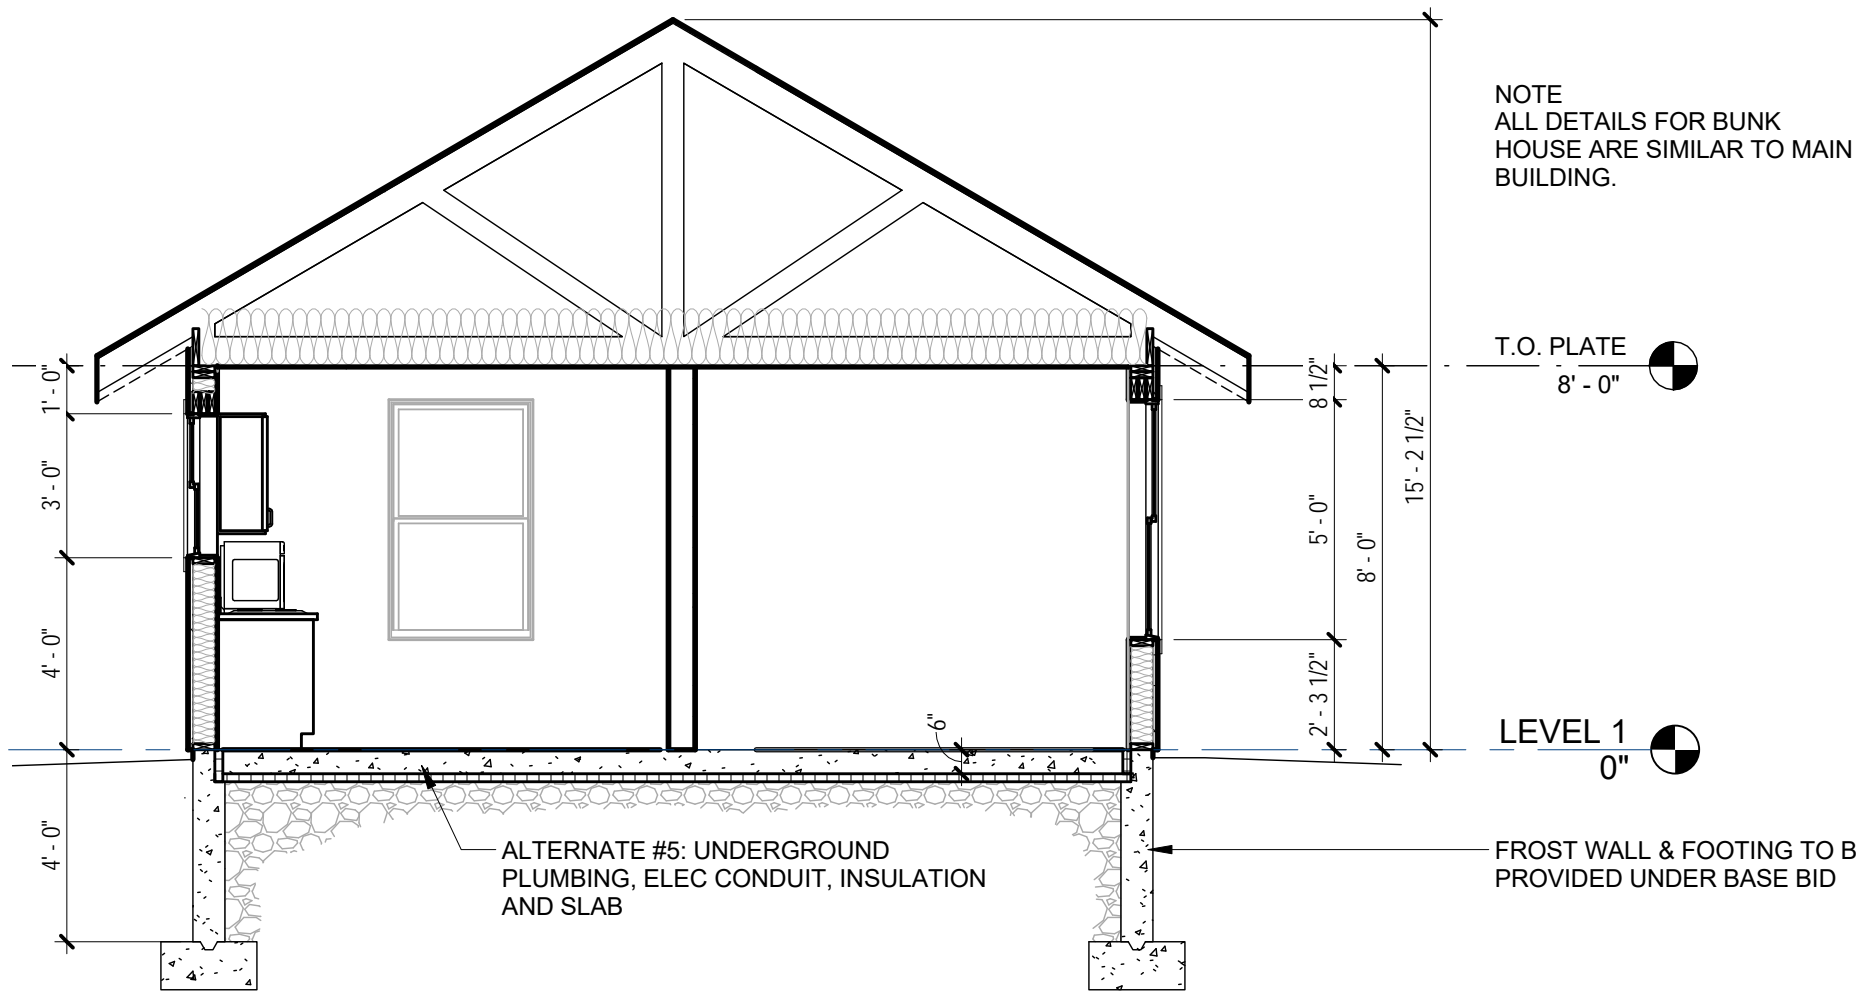 NOTE
ALL DETAILS FOR BUNK
HOUSE ARE SIMILAR TO MAIN
BUILDING.
T.O. PLATE
8' - 0"
1' - 0"
3' - 0"
4' - 0"
4' - 0"
8 1/2"
5' - 0"
2' - 3 1/2"
8' - 0"
15' - 2 1/2"
6"
LEVEL 1
0"
ALTERNATE #5: UNDERGROUND
PLUMBING, ELEC CONDUIT, INSULATION
AND SLAB
FROST WALL & FOOTING TO B
PROVIDED UNDER BASE BID